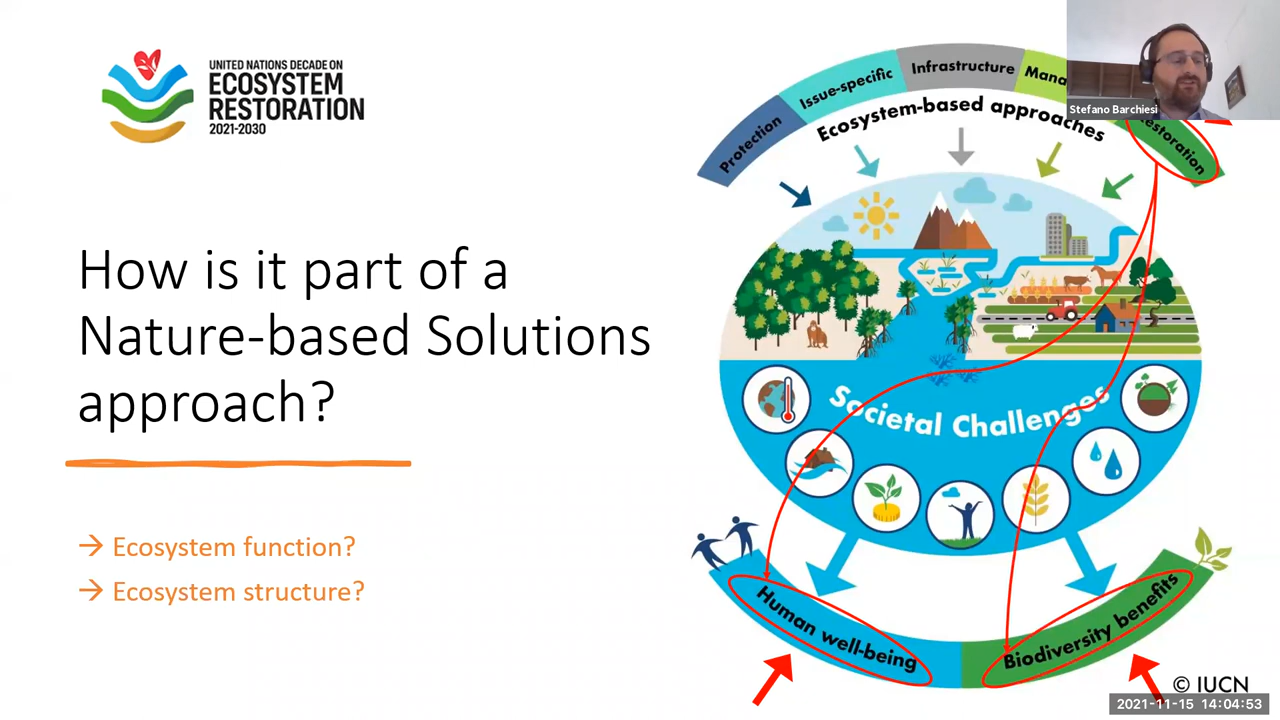 UNITED NATIONS DECADE ON
ECOSYSTEM
RESTORATION
2021-2030
How is it part of a
Nature-based Solutions
approach?
→ Ecosystem function?
→ Ecosystem structure?
Protection
Issue-specific
Infrastructure
Mana
Restoration
Ecosystem-based approaches
Stefano Barchiesi
Societal Challenges
Human well-being
Biodiversity benefits
© IUCN
2021-11-15 14:04:53